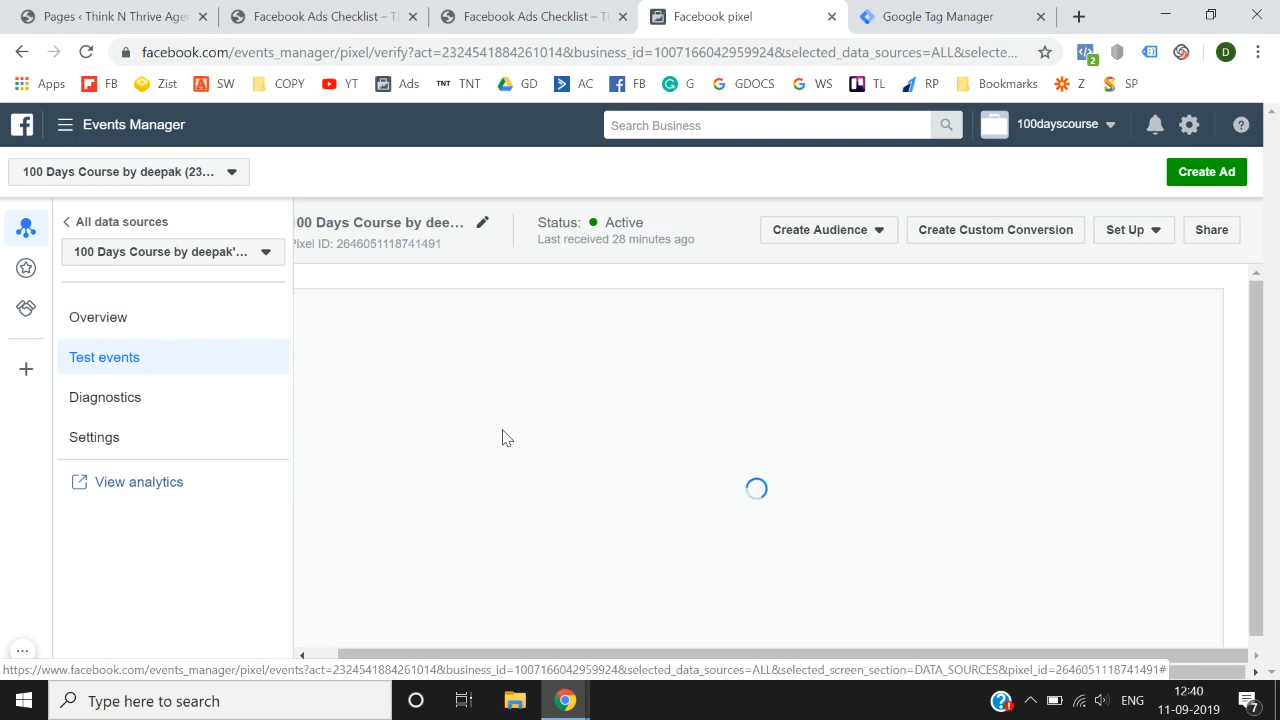 Pages ‹ Think N Thrive Agen
Facebook Ads Checklist – T
Facebook Ads Checklist – Th
Facebook pixel
Google Tag Manager
facebook.com/events_manager/pixel/verify?act=2324541884261014&business_id=1007166042959924&selected_data_sources=ALL&selecte...
2
D
Apps
FB
Zist
SW
COPY
YT
Ads
TNT
TNT
GD
AC
FB
G
GDOCS
WS
TL
RP
Bookmarks
Z
SP
Events Manager
Search Business
100dayscourse
100 Days Course by deepak (23...
Create Ad
All data sources
100 Days Course by deepak'...
Overview
Test events
Diagnostics
Settings
View analytics
00 Days Course by dee...
Pixel ID: 2646051118741491
Status: Active
Last received 28 minutes ago
Create Audience
Create Custom Conversion
Set Up
Share
https://www.facebook.com/events_manager/pixel/events?act=2324541884261014&business_id=1007166042959924&selected_data_sources=ALL&selected_screen_section=DATA_SOURCES&pixel_id=2646051118741491#
Type here to search
ENG
12:40
11-09-2019
7